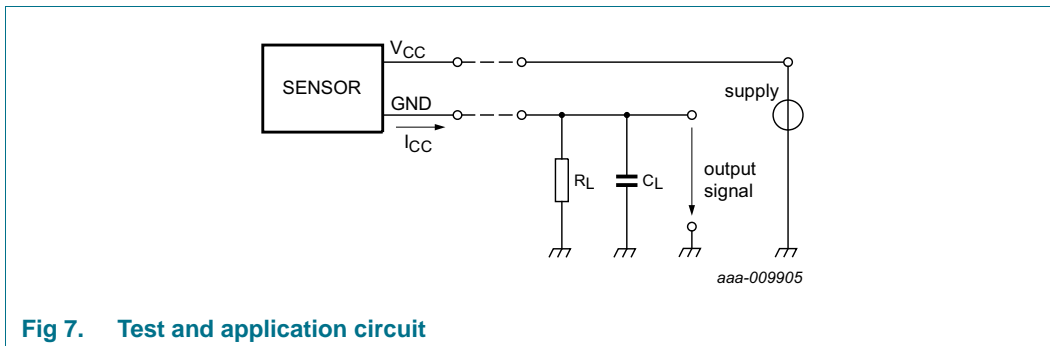 VCC
SENSOR
supply
GND
ICC
RL
CL
output
signal
aaa-009905
Fig 7. Test and application circuit